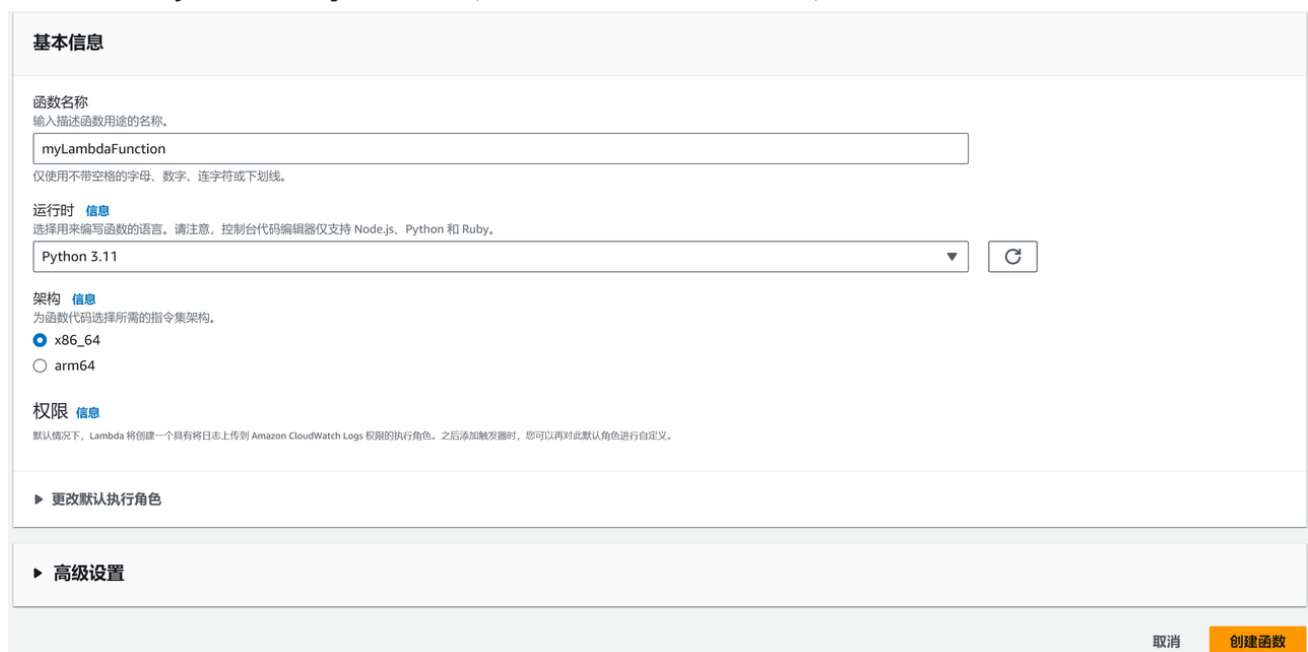 基本信息
函数名称
输入描述函数用途的名称。
myLambdaFunction
仅使用不带空格的字母、数字、连字符或下划线。
运行时 信息
选择用来编写函数的语言。请注意，控制台代码编辑器仅支持 Node.js、Python 和 Ruby。
Python 3.11
架构 信息
为函数代码选择所需的指令集架构。
x86_64
arm64
权限 信息
默认情况下，Lambda 将创建一个具有将日志上传到 Amazon CloudWatch Logs 权限的执行角色。之后添加触发器时，您可以再对此默认角色进行自定义。
更改默认执行角色
高级设置
取消 创建函数